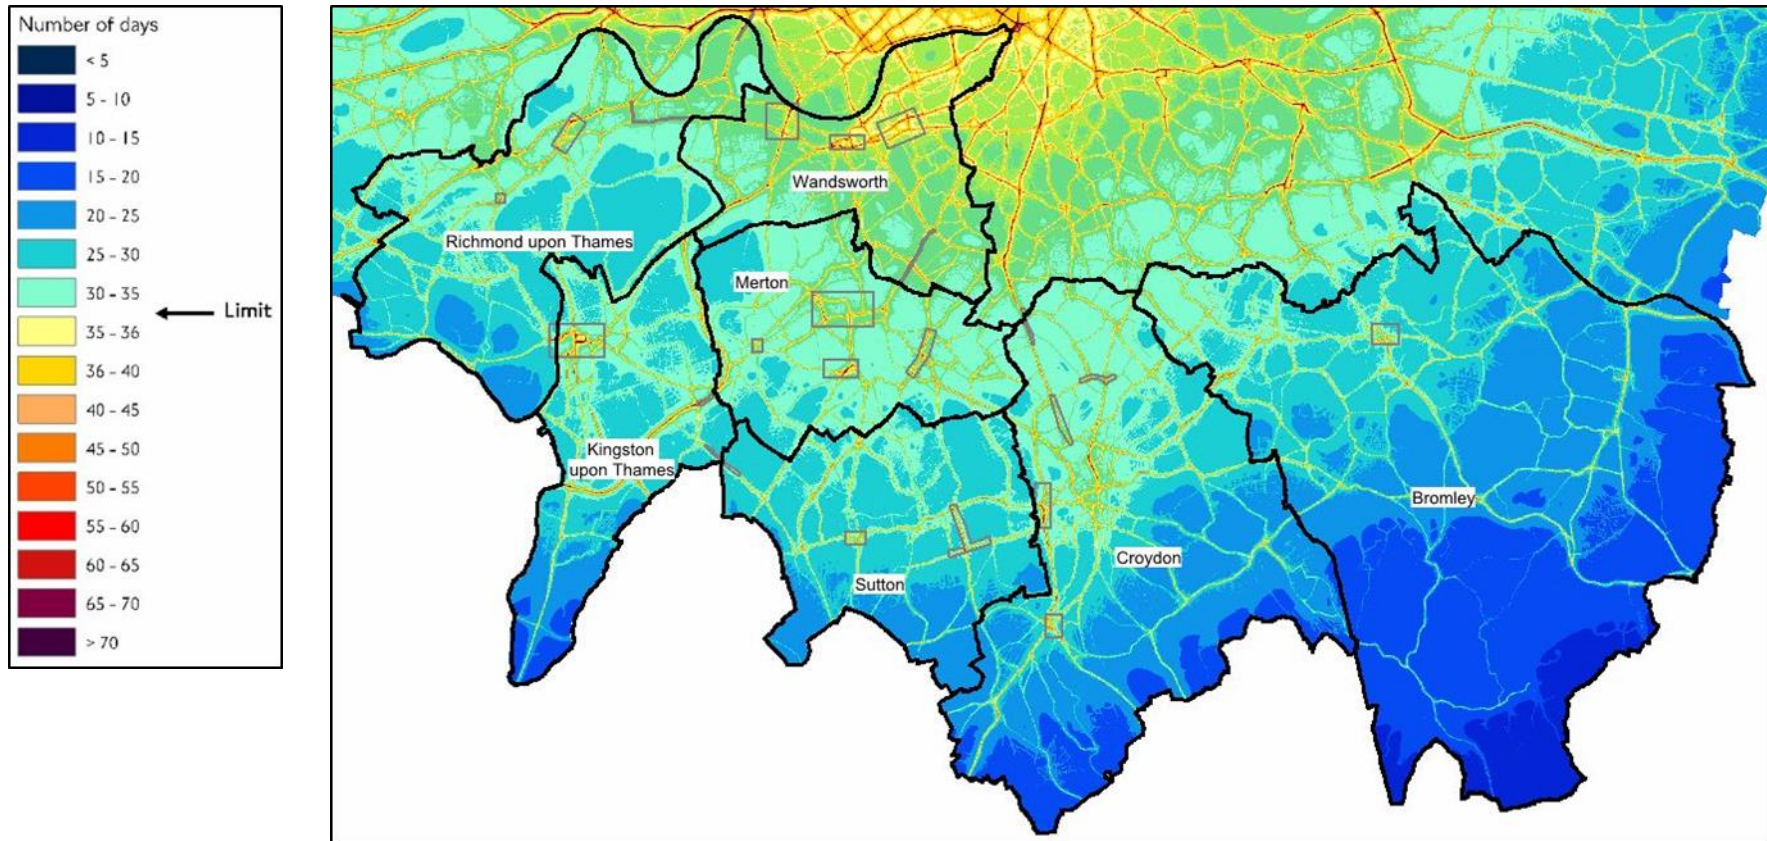 Number of days
< 5
5 - 10
10 - 15
15 - 20
20 - 25
25 - 30
30 - 35
Limit
35 - 36
36 - 40
40 - 45
45 - 50
50 - 55
55 - 60
60 - 65
65 - 70
> 70
Wandsworth
Richmond upon Thames
Merton
Kingston
upon Thames
Bromley
Croydon
Sutton